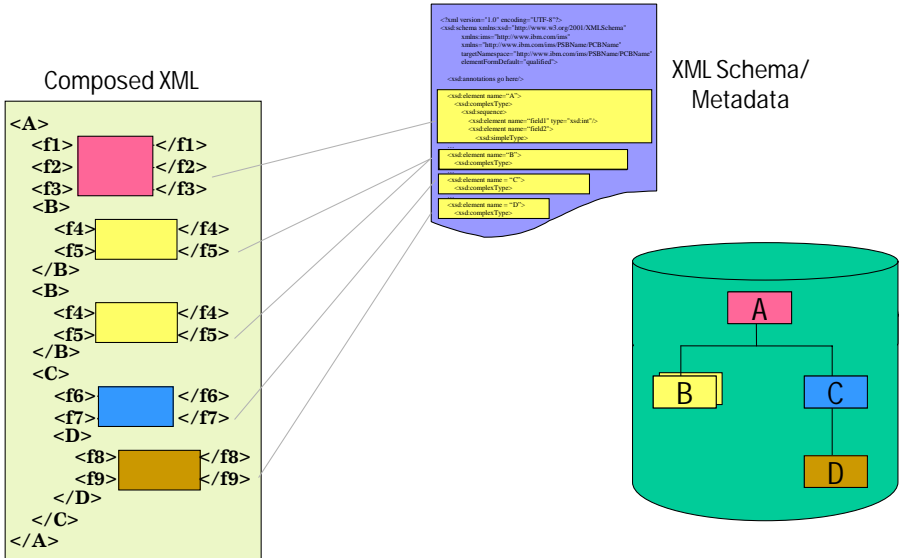 Composed XML
<A>
<f1> </f1>
<f2> </f2>
<f3> </f3>
<B>
<f4> </f4>
<f5> </f5>
</B>
<B>
<f4> </f4>
<f5> </f5>
</B>
<C>
<f6> </f6>
<f7> </f7>
<D>
<f8> </f8>
<f9> </f9>
</D>
</C>
</A>
<?xml version="1.0" encoding="UTF-8"?>
<xsd:schema xmlns:xsd="http://www.w3.org/2001/XMLSchema"
xmlns:ims="http://www.ibm.com/ims"
xmlns="http://www.ibm.com/ims/PSBName/PCBName"
targetNamespace="http://www.ibm.com/ims/PSBName/PCBName"
elementFormDefault="qualified">
<xsd:annotations go here/>
<xsd:element name="A">
<xsd:complexType>
<xsd:sequence>
<xsd:element name="field1" type="xsd:int"/>
<xsd:element name="field2">
<xsd:simpleType>
...
<xsd:element name="B">
<xsd:complexType>
...
<xsd:element name = "C">
<xsd:complexType>
...
<xsd:element name = "D">
<xsd:complexType>
XML Schema/
Metadata
A
B
C
D